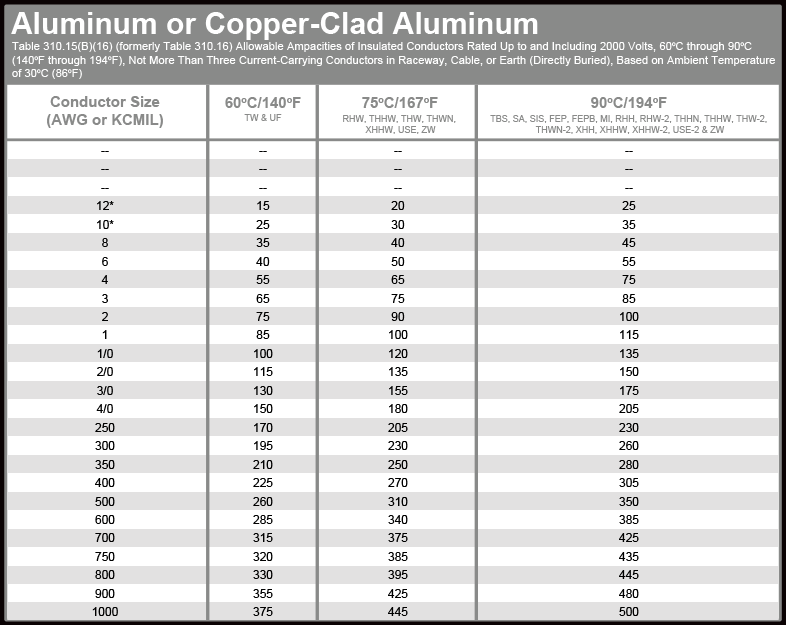 Aluminum or Copper-Clad Aluminum
Table 310.15(B)(16) (formerly Table 310.16) Allowable Ampacities of Insulated Conductors Rated Up to and Including 2000 Volts, 60ºC through 90ºC
(140ºF through 194ºF), Not More Than Three Current-Carrying Conductors in Raceway, Cable, or Earth (Directly Buried), Based on Ambient Temperature
of 30ºC (86ºF)
Conductor Size
(AWG or KCMIL)
60ºC/140ºF
TW & UF
75ºC/167ºF
RHW, THHW, THW, THWN,
XHHW, USE, ZW
90ºC/194ºF
TBS, SA, SIS, FEP, FEPB, MI, RHH, RHW-2, THHN, THHW, THW-2,
THWN-2, XHH, XHHW, XHHW-2, USE-2 & ZW
-- -- -- --
-- -- -- --
-- -- -- --
12* 15 20 25
10* 25 30 35
8 35 40 45
6 40 50 55
4 55 65 75
3 65 75 85
2 75 90 100
1 85 100 115
1/0 100 120 135
2/0 115 135 150
3/0 130 155 175
4/0 150 180 205
250 170 205 230
300 195 230 260
350 210 250 280
400 225 270 305
500 260 310 350
600 285 340 385
700 315 375 425
750 320 385 435
800 330 395 445
900 355 425 480
1000 375 445 500